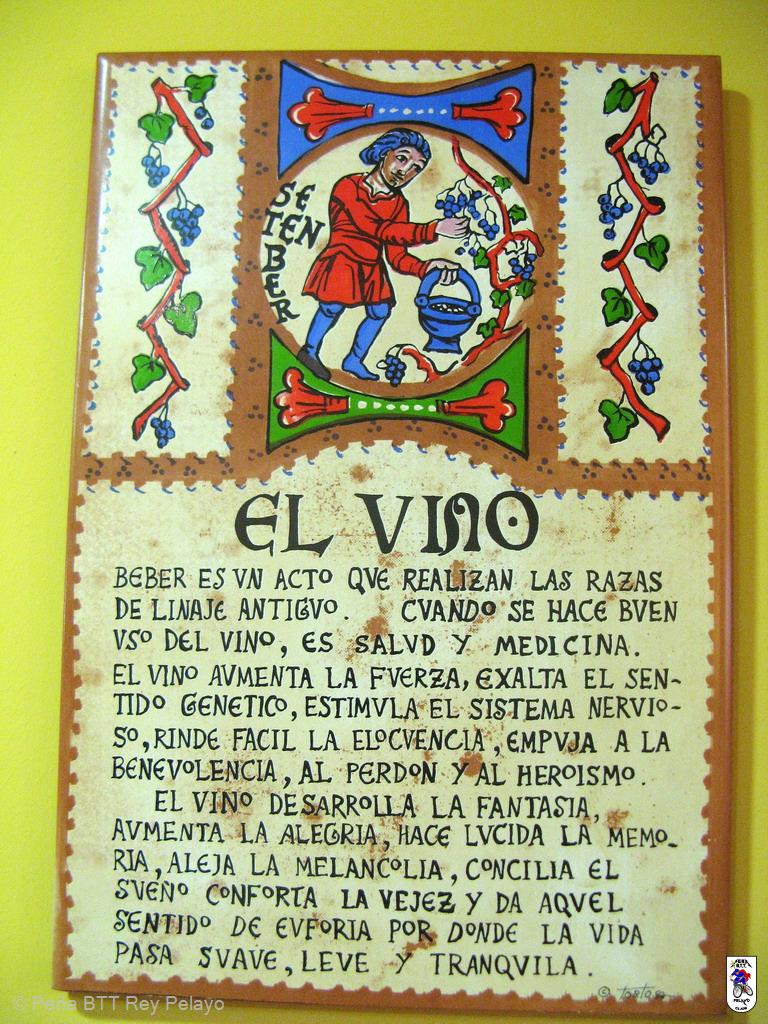 SE
TEN
BER
EL VINO
BEBER ES VN ACTO QVE REALIZAN LAS RAZAS
DE LINAJE ANTIGVO. CVANDO SE HACE BVEN
VSO DEL VINO, ES SALVD Y MEDICINA.
EL VINO AVMENTA LA FVERZA, EXALTA EL SEN-
TIDO GENETICO, ESTIMVLA EL SISTEMA NERVIO-
SO, RINDE FACIL LA ELOCVENCIA, EMPVJA A LA
BENEVOLENCIA, AL PERDON Y AL HEROISMO.
EL VINO DESARROLLA LA FANTASIA,
AVMENTA LA ALEGRIA, HACE LVCIDA LA MEMO-
RIA, ALEJA LA MELANCOLIA, CONCILIA EL
SVEÑO CONFORTA LA VEJEZ Y DA AQVEL
SENTIDO DE EVFORIA POR DONDE LA VIDA
PASA SVAVE, LEVE Y TRANQVILA.
© Peña BTT Rey Pelayo